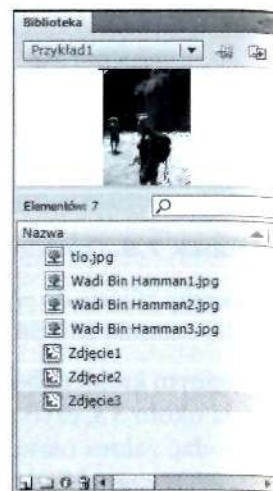 Biblioteka
Przykład1
Elementów: 7
Nazwa
tlo.jpg
Wadi Bin Hamman1.jpg
Wadi Bin Hamman2.jpg
Wadi Bin Hamman3.jpg
Zdjęcie1
Zdjęcie2
Zdjęcie3